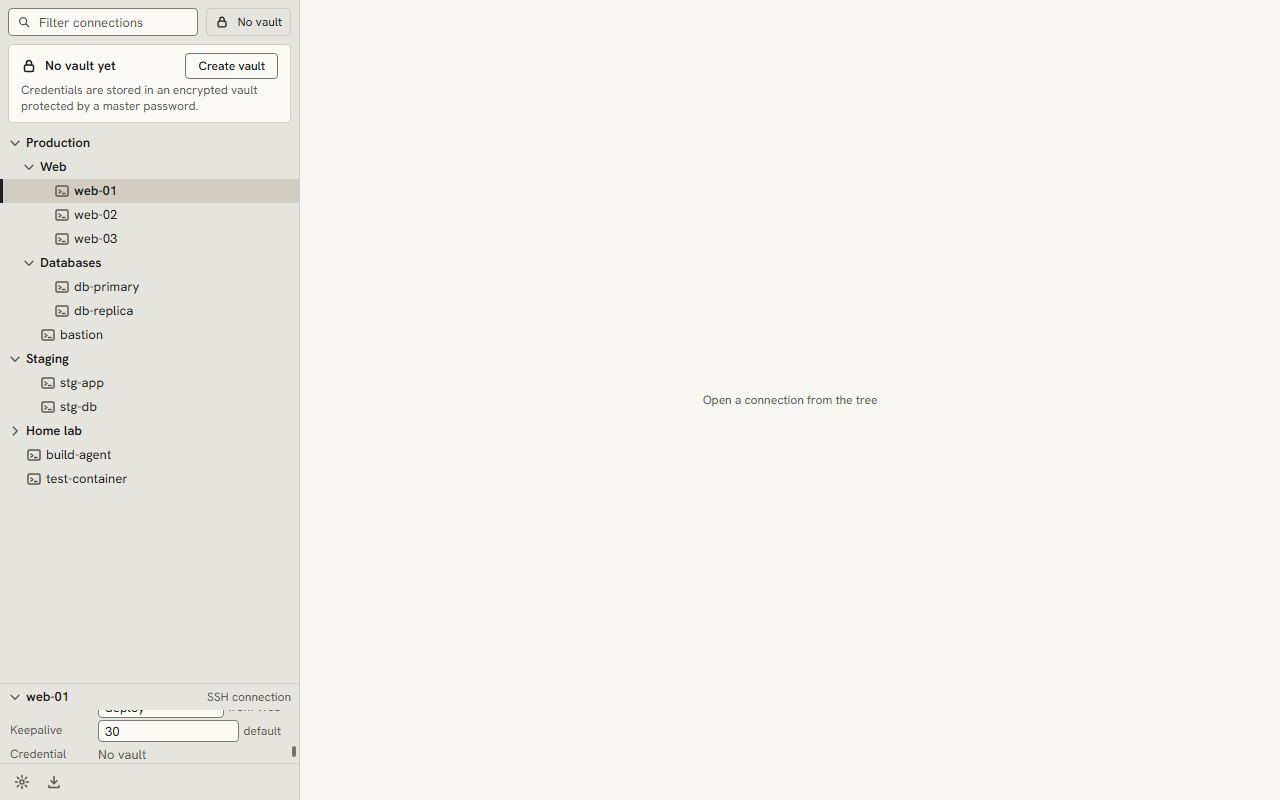 Filter connections
No vault
No vault yet
Create vault
Credentials are stored in an encrypted vault
protected by a master password.
Production
Web
web-01
web-02
web-03
Databases
db-primary
db-replica
bastion
Staging
stg-app
stg-db
Home lab
build-agent
test-container
Open a connection from the tree
web-01
SSH connection
Keepalive
30
default
Credential
No vault